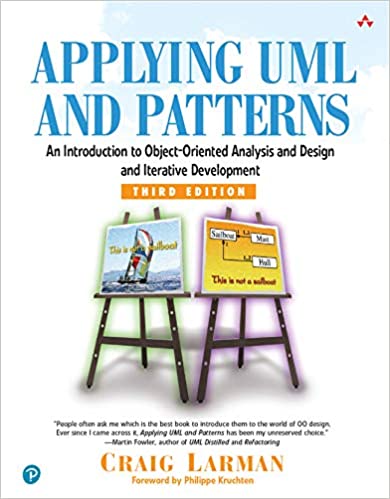 APPLYING UML
AND PATTERNS
An Introduction to Object-Oriented Analysis and Design
and Iterative Development
THIRD EDITION
This is not a sailboat
Sailboat
Mast
Hull
This is not a sailboat
"People often ask me which is the best book to introduce them to the world of OO design.
Ever since I came across it, Applying UML and Patterns has been my unreserved choice."
—Martin Fowler, author of UML Distilled and Refactoring
P
CRAIG LARMAN
Foreword by Philippe Kruchten